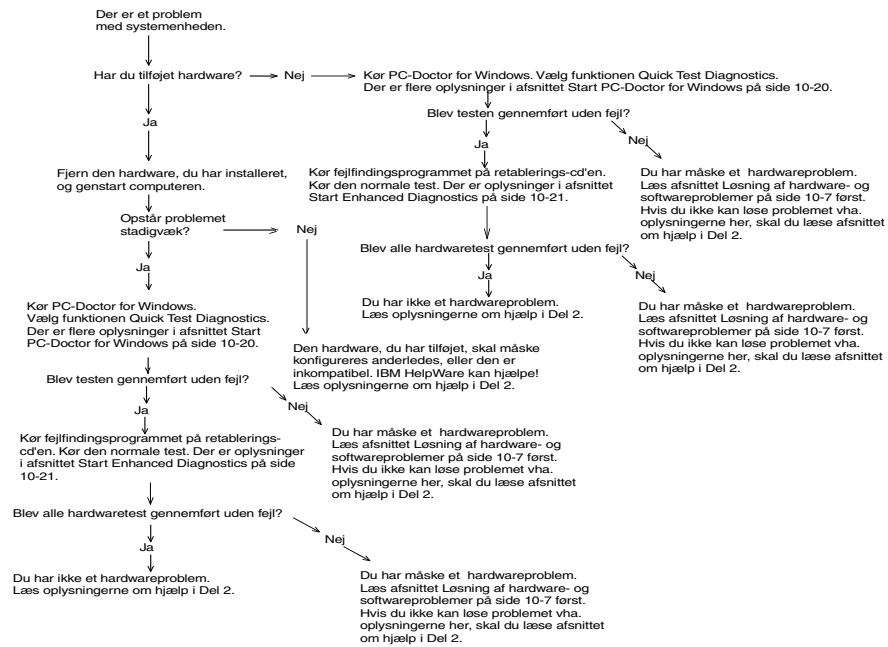 Der er et problem
med systemenheden.
Har du tilføjet hardware?
Nej
Kør PC-Doctor for Windows. Vælg funktionen Quick Test Diagnostics.
Der er flere oplysninger i afsnittet Start PC-Doctor for Windows på side 10-20.
Blev testen gennemført uden fejl?
Ja
Ja
Nej
Fjern den hardware, du har installeret,
og genstart computeren.
Kør fejlfindingsprogrammet på retablerings-cd'en.
Kør den normale test. Der er oplysninger i afsnittet
Start Enhanced Diagnostics på side 10-21.
Du har måske et hardwareproblem.
Læs afsnittet Løsning af hardware- og
softwareproblemer på side 10-7 først.
Hvis du ikke kan løse problemet vha.
oplysningerne her, skal du læse afsnittet
om hjælp i Del 2.
Opstår problemet
stadigvæk?
Nej
Blev alle hardwaretest gennemført uden fejl?
Ja
Ja
Nej
Kør PC-Doctor for Windows.
Vælg funktionen Quick Test Diagnostics.
Der er flere oplysninger i afsnittet Start
PC-Doctor for Windows på side 10-20.
Du har ikke et hardwareproblem.
Læs oplysningerne om hjælp i Del 2.
Du har måske et hardwareproblem.
Læs afsnittet Løsning af hardware- og
softwareproblemer på side 10-7 først.
Hvis du ikke kan løse problemet vha.
oplysningerne her, skal du læse afsnittet
om hjælp i Del 2.
Den hardware, du har tilføjet, skal måske
konfigureres anderledes, eller den er
inkompatibel. IBM HelpWare kan hjælpe!
Læs oplysningerne om hjælp i Del 2.
Blev testen gennemført uden fejl?
Ja
Nej
Kør fejlfindingsprogrammet på retablerings-
cd'en. Kør den normale test. Der er oplysninger
i afsnittet Start Enhanced Diagnostics på side
10-21.
Du har måske et hardwareproblem.
Læs afsnittet Løsning af hardware- og
softwareproblemer på side 10-7 først.
Hvis du ikke kan løse problemet vha.
oplysningerne her, skal du læse afsnittet
om hjælp i Del 2.
Blev alle hardwaretest gennemført uden fejl?
Ja
Nej
Du har ikke et hardwareproblem.
Læs oplysningerne om hjælp i Del 2.
Du har måske et hardwareproblem.
Læs afsnittet Løsning af hardware- og
softwareproblemer på side 10-7 først.
Hvis du ikke kan løse problemet vha.
oplysningerne her, skal du læse afsnittet
om hjælp i Del 2.